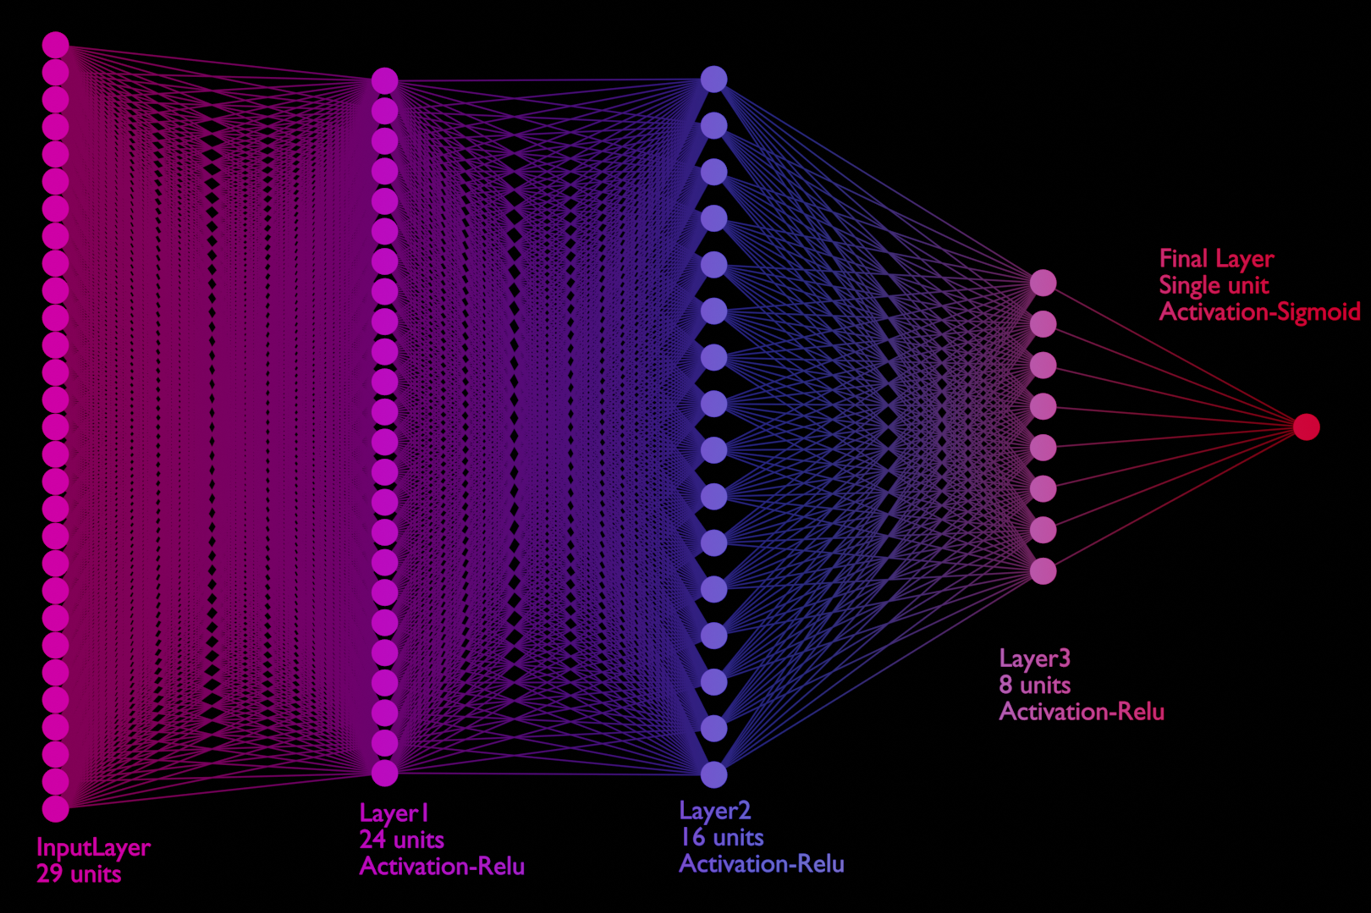 InputLayer
29 units
Layer1
24 units
Activation-Relu
Layer2
16 units
Activation-Relu
Layer3
8 units
Activation-Relu
Final Layer
Single unit
Activation-Sigmoid